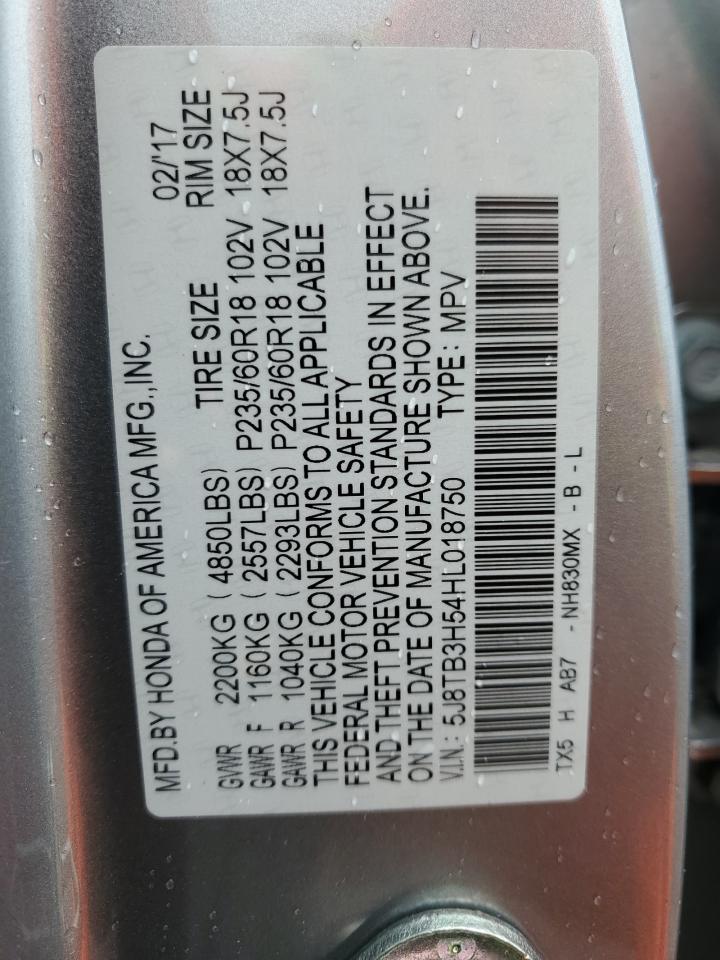 MFD.BY HONDA OF AMERICA MFG.,INC. 02/'17
GVWR 2200KG ( 4850LBS) TIRE SIZE RIM SIZE
GAWR F 1160KG ( 2557LBS) P235/60R18 102V 18X7.5J
GAWR R 1040KG ( 2293LBS) P235/60R18 102V 18X7.5J
THIS VEHICLE CONFORMS TO ALL APPLICABLE
FEDERAL MOTOR VEHICLE SAFETY
AND THEFT PREVENTION STANDARDS IN EFFECT
ON THE DATE OF MANUFACTURE SHOWN ABOVE.
V.I.N.: 5J8TB3H54HL018750 TYPE: MPV
TX5 H AB7 - NH830MX - B - L